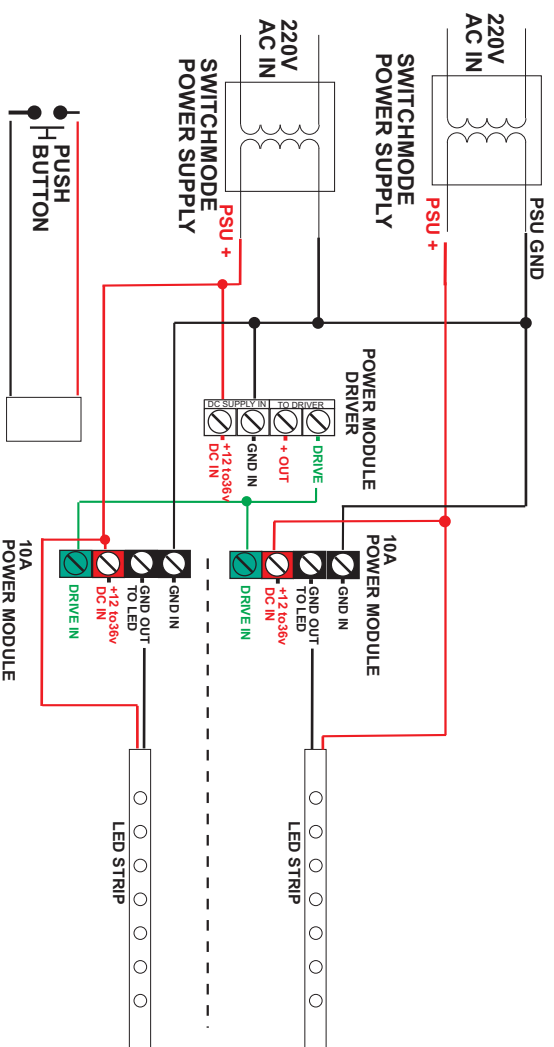 220V
AC IN
SWITCHMODE
POWER SUPPLY
PSU +
PSU GND
220V
AC IN
SWITCHMODE
POWER SUPPLY
PSU +
PUSH
BUTTON
POWER MODULE
DRIVER
DC SUPPLY IN
TO DRIVER
DRIVE
+ OUT
GND IN
+12 to36v
DC IN
10A
POWER MODULE
GND IN
GND OUT
TO LED
+12 to36v
DC IN
DRIVE IN
LED STRIP
10A
POWER MODULE
GND IN
GND OUT
TO LED
+12 to36v
DC IN
DRIVE IN
LED STRIP